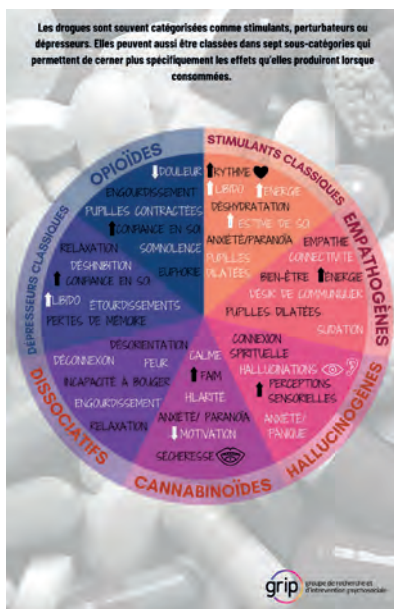 Les drogues sont souvent catégorisées comme stimulants, perturbateurs ou
dépresseurs. Elles peuvent aussi être classées dans sept sous-catégories qui
permettent de cerner plus spécifiquement les effets qu'elles produiront lorsque
consommées.
OPIOÏDES
DOULEUR
ENGOURDISSEMENT
PUPILLES CONTRACTÉES
CONFIANCE EN SOI
SOMNOLENCE
EUPHORIE
STIMULANTS CLASSIQUES
RYTHME
LIBIDO
ÉNERGIE
DÉSHYDRATATION
ESTIME DE SOI
ANXIÉTÉ/PARANOÏA
PUPILLES
DILATÉES
EMPATHOGÈNES
EMPATHIE
CONNECTIVITÉ
BIEN-ÊTRE
ÉNERGIE
DÉSIR DE COMMUNIQUER
PUPILLES DILATÉES
SUDATION
HALLUCINOGÈNES
CONNEXION
SPIRITUELLE
HALLUCINATIONS
PERCEPTIONS
SENSORIELLES
ANXIÉTÉ/
PANIQUE
CANNABINOÏDES
CALME
FAIM
HILARITÉ
ANXIÉTÉ/ PARANOÏA
MOTIVATION
SÉCHERESSE
DISSOCIATIFS
DÉSORIENTATION
DÉCONNEXION
PEUR
INCAPACITÉ À BOUGER
ENGOURDISSEMENT
RELAXATION
DÉPRESSEURS CLASSIQUES
RELAXATION
DÉSINHIBITION
CONFIANCE EN SOI
LIBIDO
ÉTOURDISSEMENTS
PERTES DE MÉMOIRE
grip
groupe de recherche et
d'intervention psychosociale